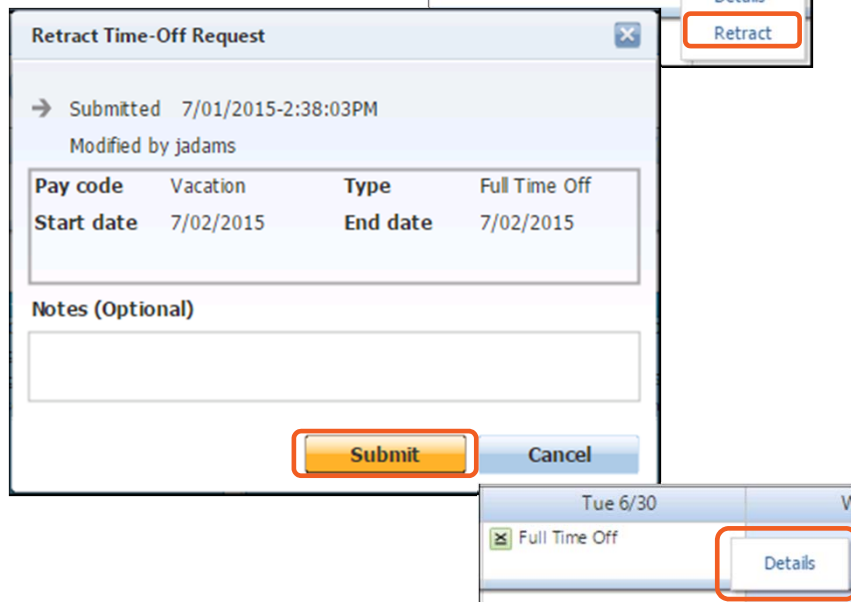 Details
Retract
Retract Time-Off Request
Submitted 7/01/2015-2:38:03PM
Modified by jadams
Pay code Vacation Type Full Time Off
Start date 7/02/2015 End date 7/02/2015
Notes (Optional)
Submit Cancel
Tue 6/30 W
Full Time Off
Details